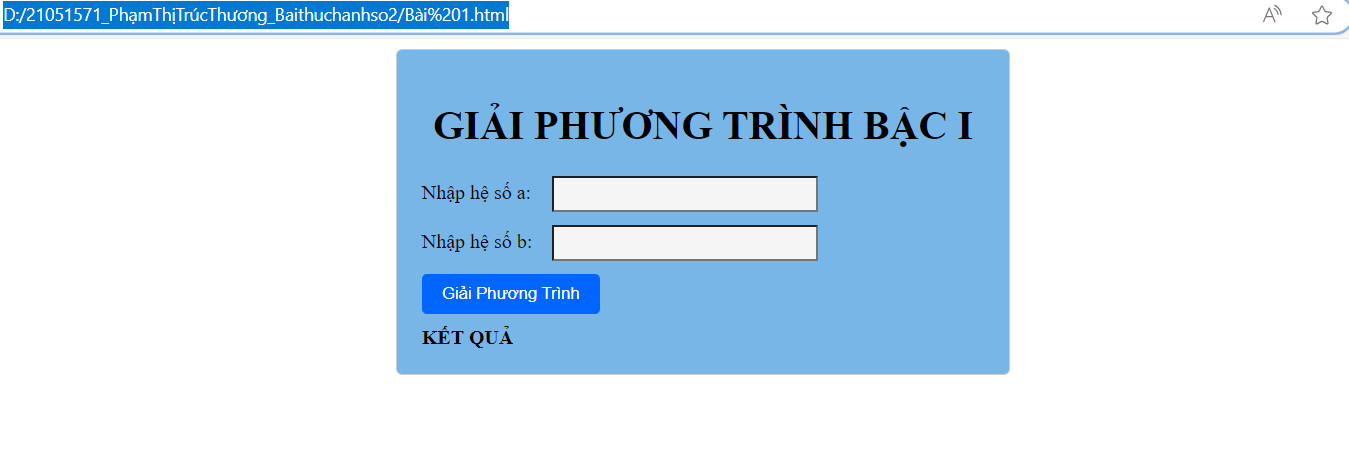 D:/21051571_PhạmThịTrúcThương_Baithuchanhso2/Bài%201.html
GIẢI PHƯƠNG TRÌNH BẬC I
Nhập hệ số a:
Nhập hệ số b:
Giải Phương Trình
KẾT QUẢ